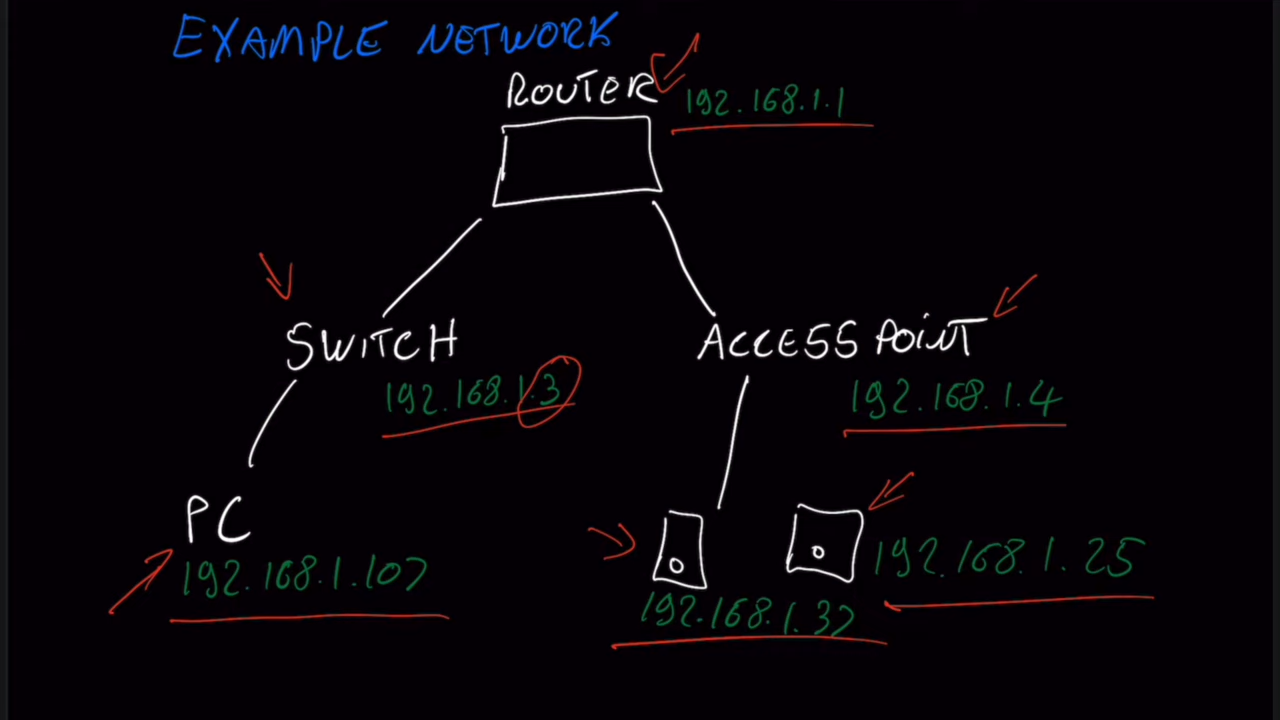 EXAMPLE NETWORK
ROUTER
192.168.1.1
SWITCH
192.168.1.3
ACCESS POINT
192.168.1.4
PC
192.168.1.107
192.168.1.25
192.168.1.37